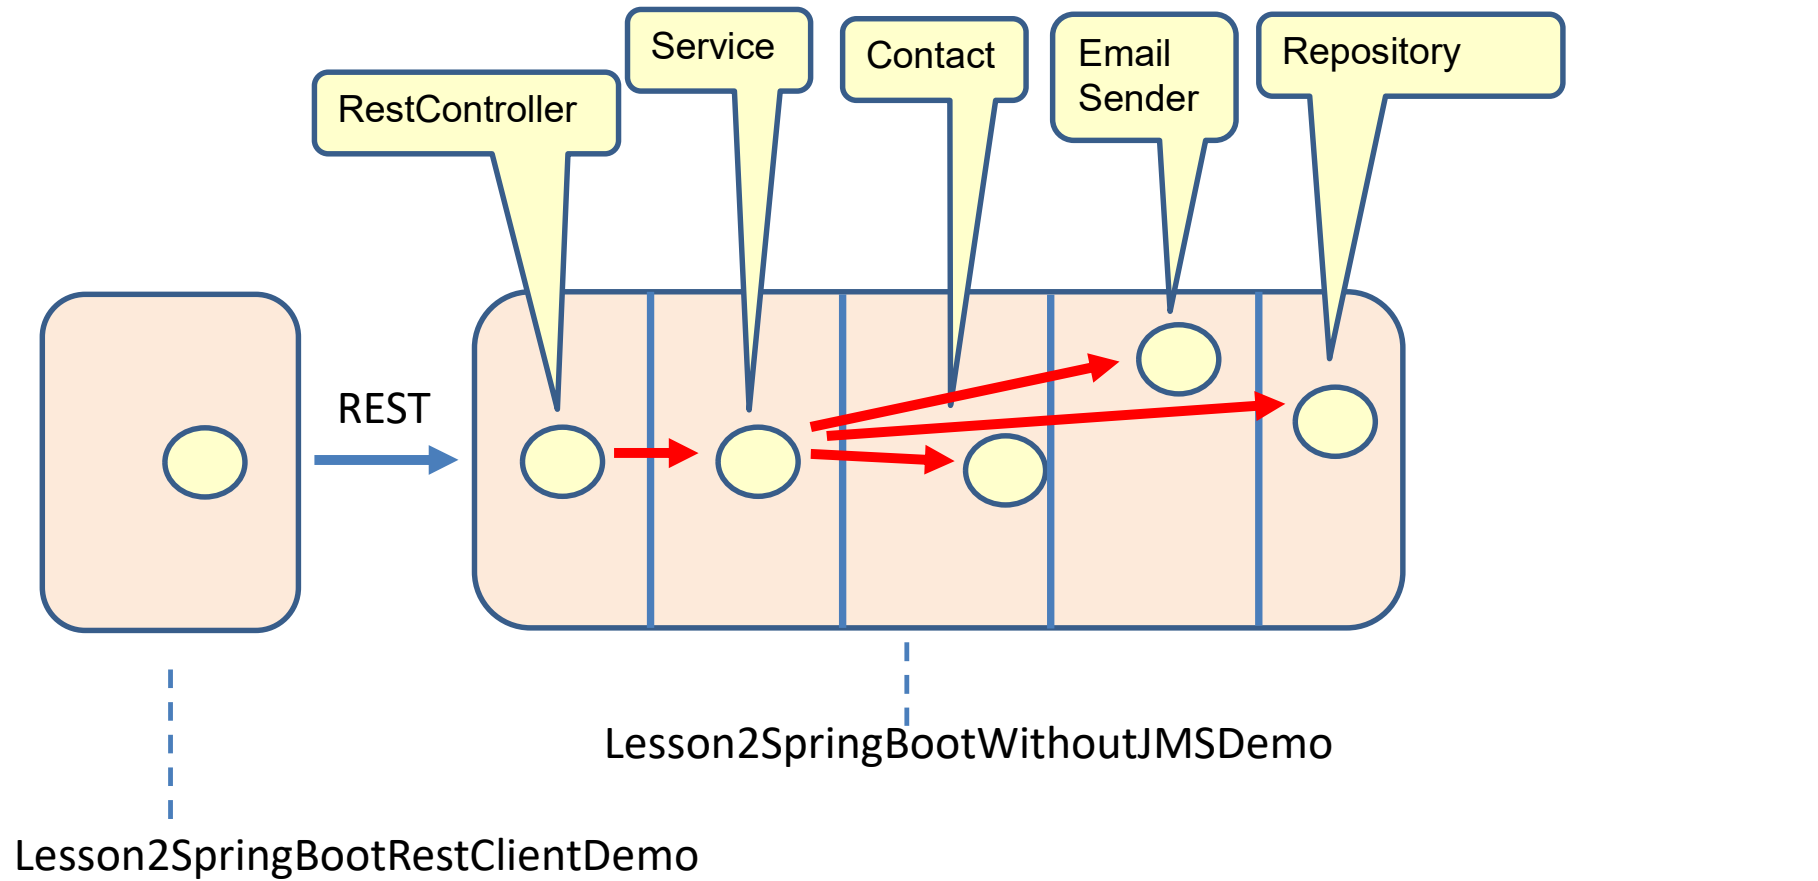 Service
Contact
Email
Sender
Repository
RestController
REST
Lesson2SpringBootWithoutJMSDemo
Lesson2SpringBootRestClientDemo